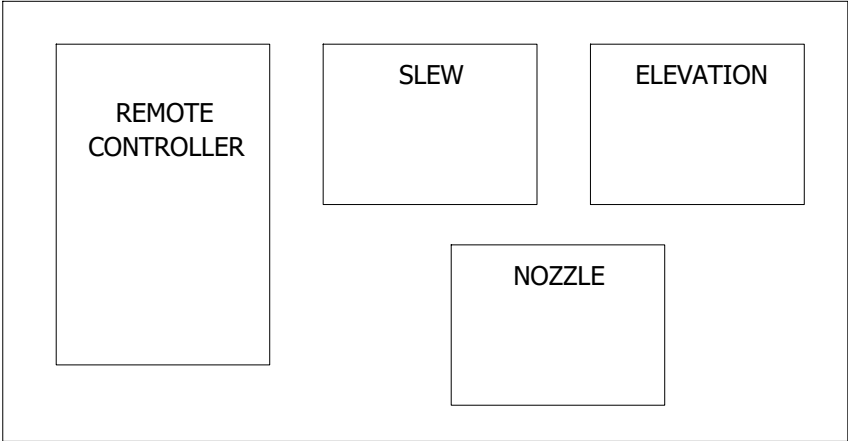 REMOTE
CONTROLLER
SLEW
ELEVATION
NOZZLE